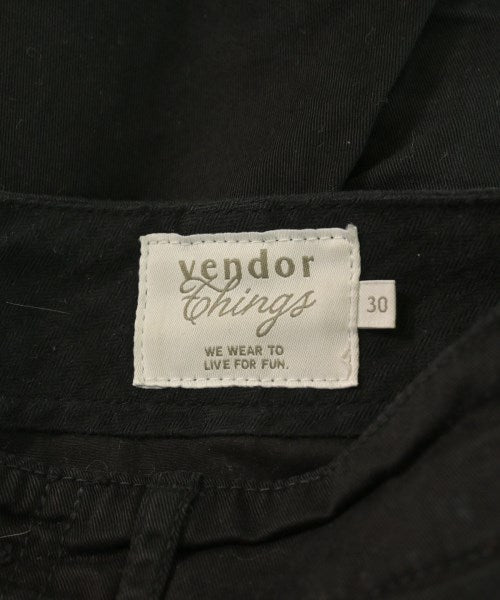 vendor
Things
30
WE WEAR TO
LIVE FOR FUN.